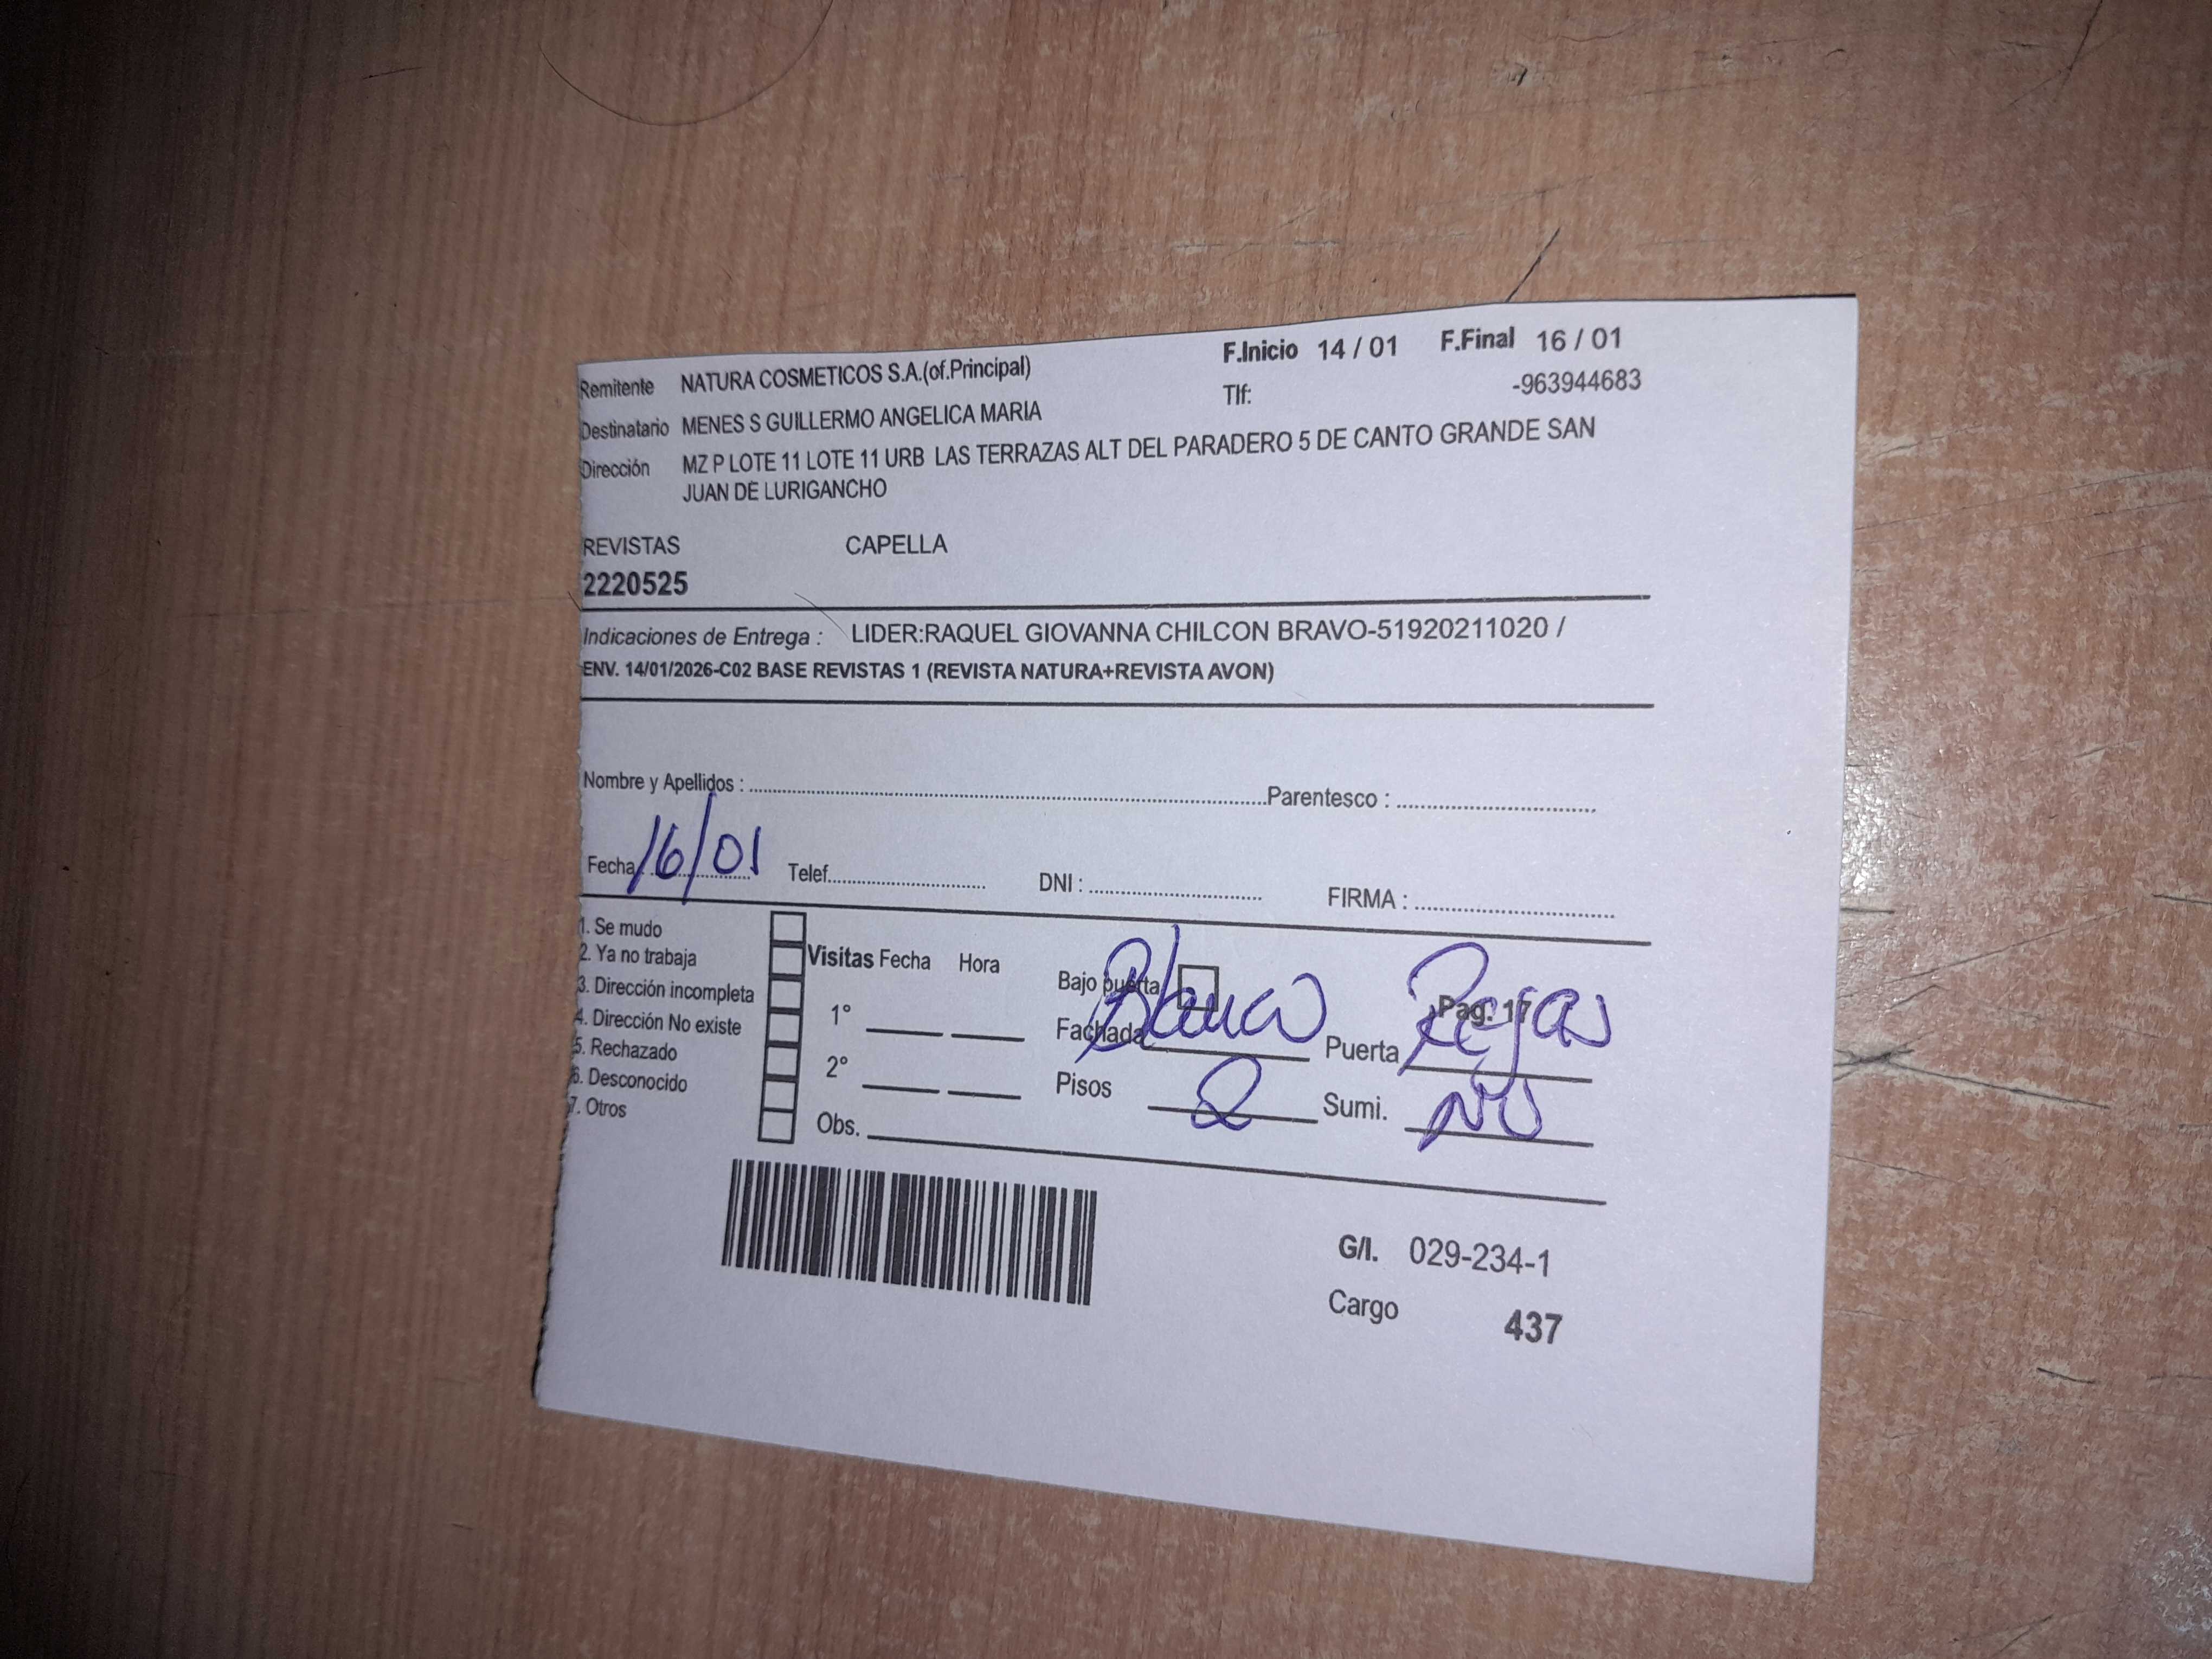 F.Inicio 14 / 01 F.Final 16 / 01
Remitente NATURA COSMETICOS S.A.(of.Principal)
Tlf: -963944683
Destinatario MENES S GUILLERMO ANGELICA MARIA
Dirección MZ P LOTE 11 LOTE 11 URB LAS TERRAZAS ALT DEL PARADERO 5 DE CANTO GRANDE SAN
JUAN DE LURIGANCHO
REVISTAS CAPELLA
2220525
Indicaciones de Entrega : LIDER:RAQUEL GIOVANNA CHILCON BRAVO-51920211020 /
ENV. 14/01/2026-C02 BASE REVISTAS 1 (REVISTA NATURA+REVISTA AVON)
Nombre y Apellidos : Parentesco :
Fecha 16/01 Telef. DNI : FIRMA :
1. Se mudo
2. Ya no trabaja
3. Dirección incompleta
4. Dirección No existe
5. Rechazado
6. Desconocido
7. Otros
Visitas Fecha Hora
1°
2°
Obs.
Bajo puerta Pag. 17
Fachada Blanco Puerta Rejas
Pisos 2 Sumi. NO
G/I. 029-234-1
Cargo 437